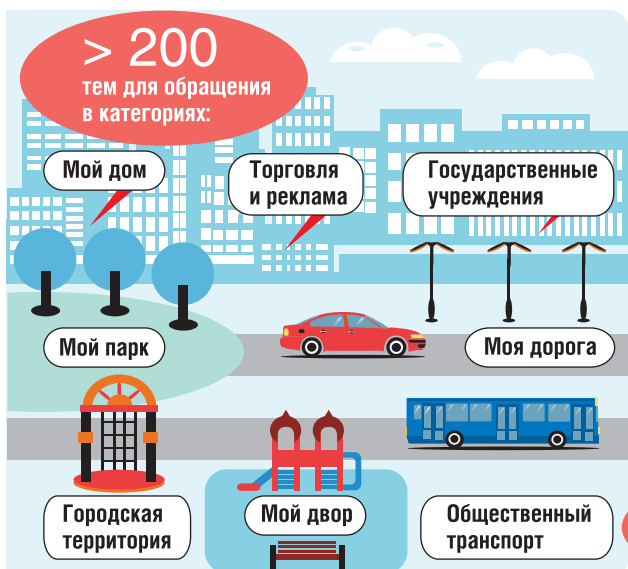 > 200
тем для обращения
в категориях:
Мой дом
Торговля
и реклама
Государственные
учреждения
Мой парк
Моя дорога
Городская
территория
Мой двор
Общественный
транспорт